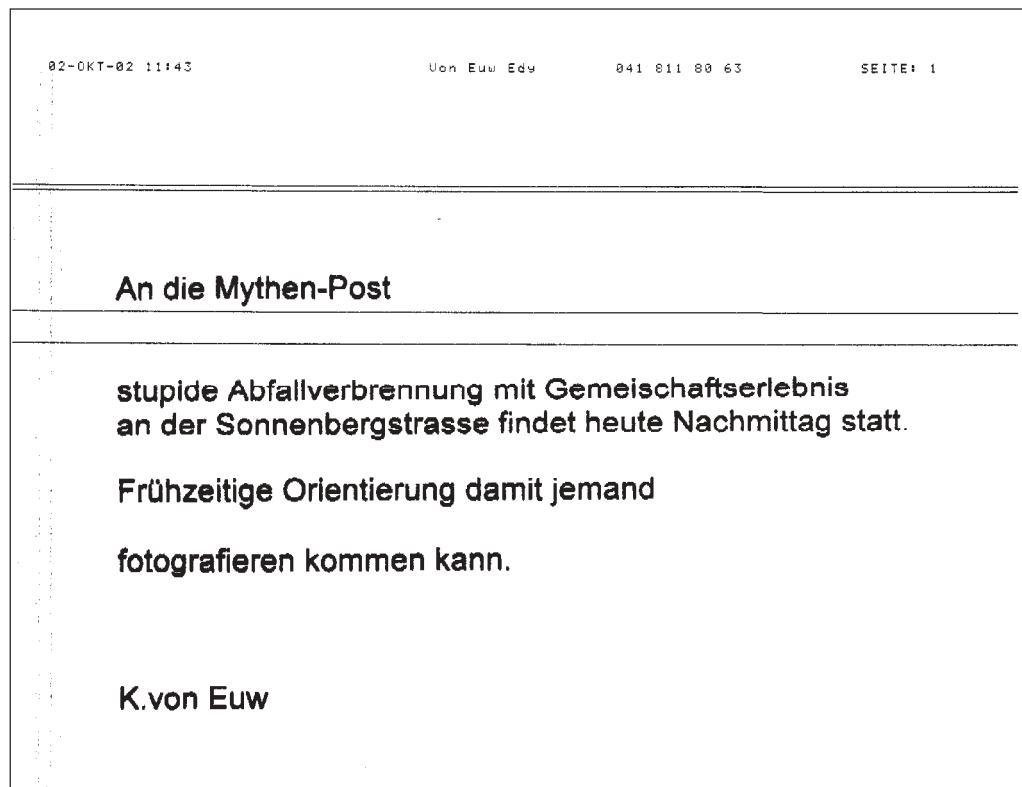 02-OKT-02 11:43 Von Euw Edy 041 811 80 63 SEITE: 1
An die Mythen-Post
stupide Abfallverbrennung mit Gemeischaftserlebnis
an der Sonnenbergstrasse findet heute Nachmittag statt.
Frühzeitige Orientierung damit jemand
fotografieren kommen kann.
K.von Euw